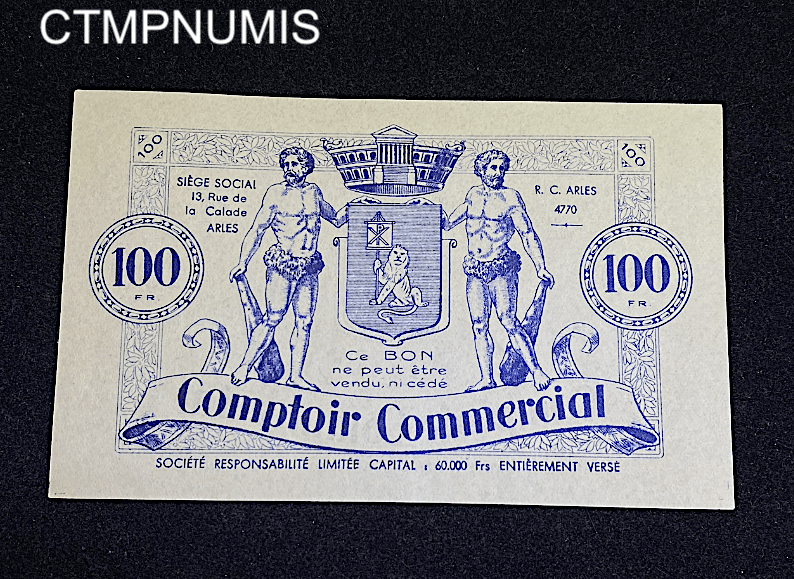 CTMPNUMIS
100
100
SIÈGE SOCIAL
13, Rue de
la Calade
ARLES
R. C. ARLES
4770
100
FR.
100
FR.
Ce BON
ne peut être
vendu, ni cédé
Comptoir Commercial
SOCIÉTÉ RESPONSABILITÉ LIMITÉE CAPITAL : 60.000 Frs ENTIÈREMENT VERSÉ